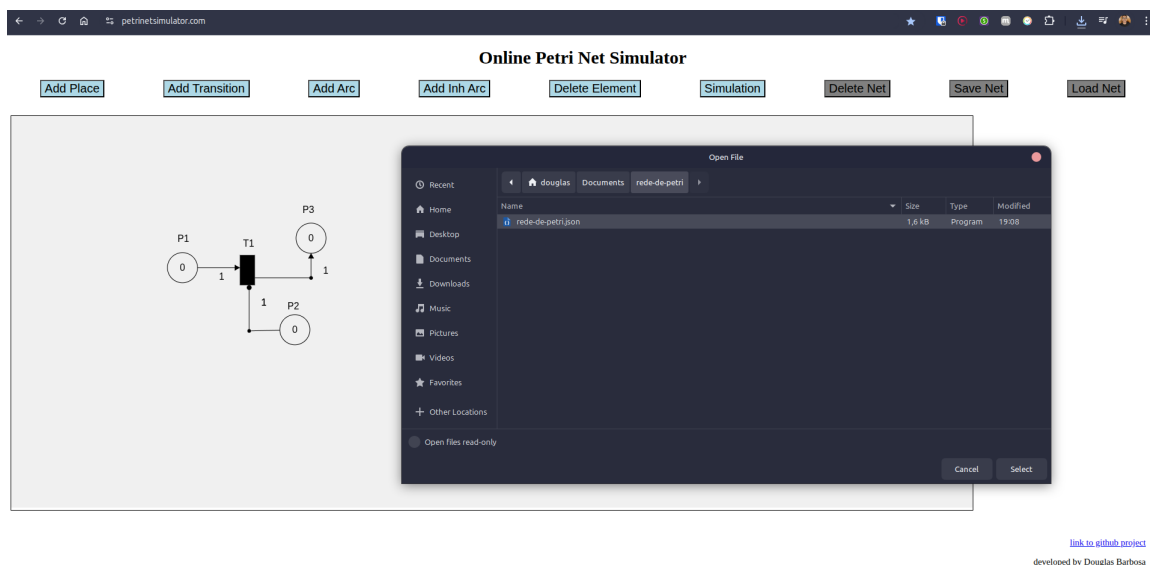 petrinetsimulator.com
Online Petri Net Simulator
Add Place Add Transition Add Arc Add Inh Arc Delete Element Simulation Delete Net Save Net Load Net
Open File
douglas Documents rede-de-petri
Recent
Home
Desktop
Documents
Downloads
Music
Pictures
Videos
Favorites
Other Locations
Name Size Type Modified
rede-de-petri.json 1,6 kB Program 19:08
Open files read-only
Cancel Select
P3
0
P1
T1
0
1
1
1
P2
0
link to github project
developed by Douglas Barbosa